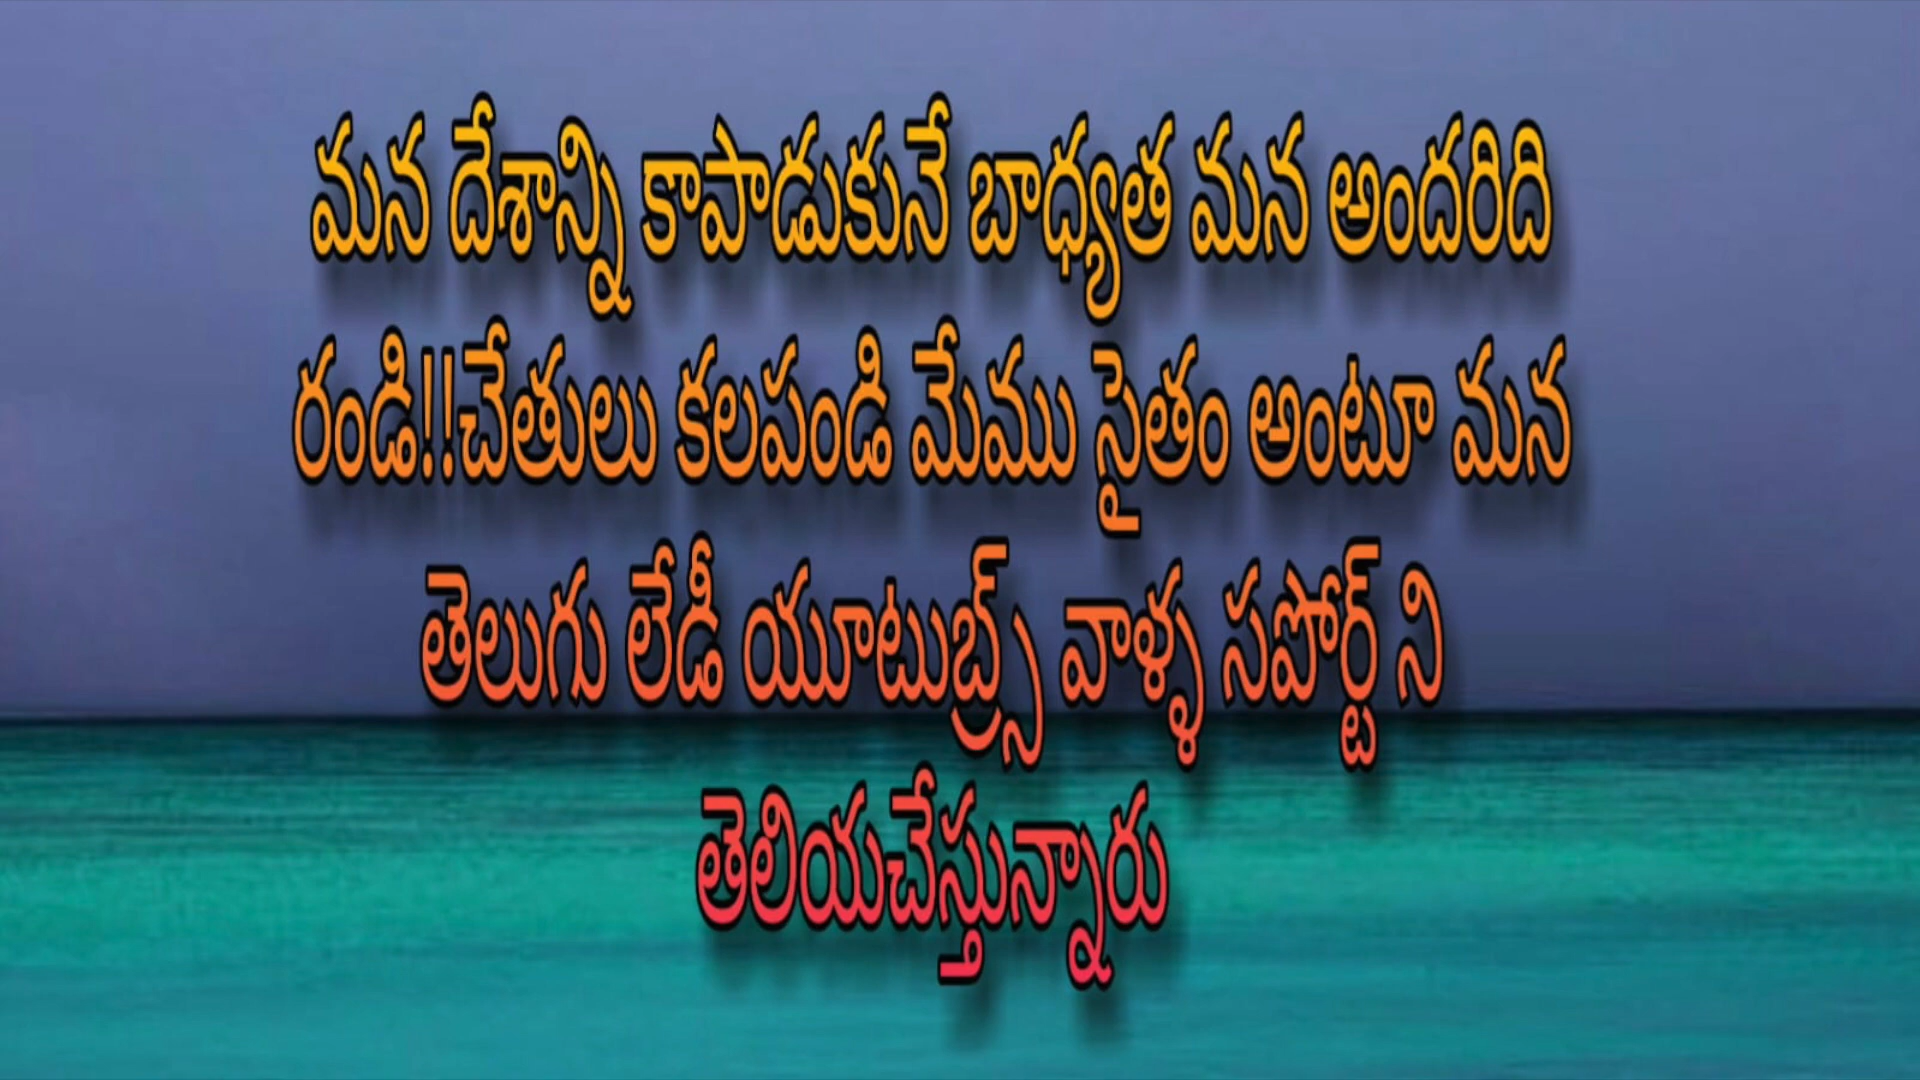 మన దేశాన్ని కాపాడుకునే బాధ్యత మన అందరిది
రండి!!చేతులు కలపండి మేము సైతం అంటూ మన
తెలుగు లేడీ యూటుబ్ర్స్ వాళ్ళ సపోర్ట్ ని
తెలియచేస్తున్నారు